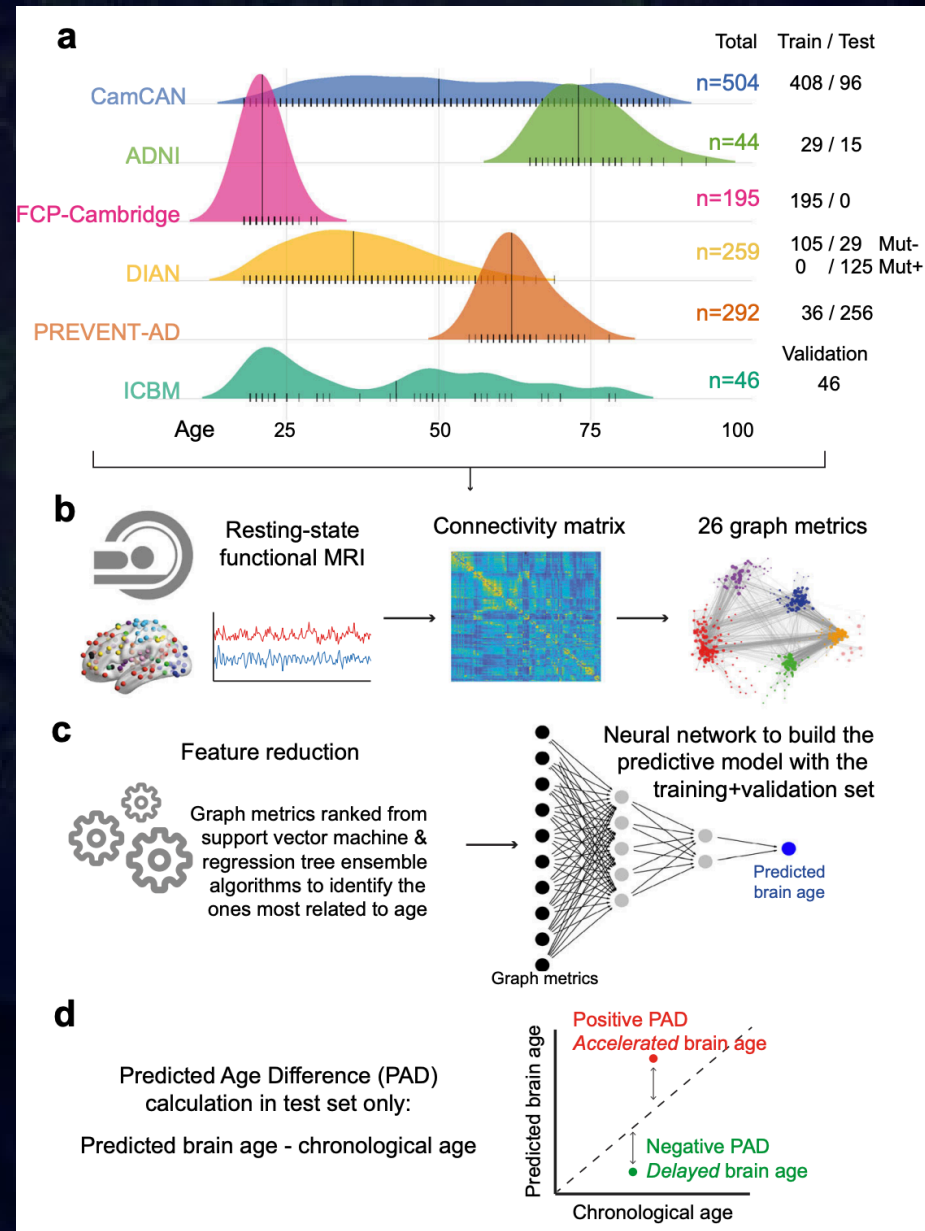 a
Total Train / Test
CamCAN n=504 408 / 96
ADNI n=44 29 / 15
FCP-Cambridge n=195 195 / 0
DIAN n=259 105 / 29 Mut-
0 / 125 Mut+
PREVENT-AD n=292 36 / 256
Validation
ICBM n=46 46
Age 25 50 75 100
b
Resting-state
functional MRI
Connectivity matrix
26 graph metrics
c
Feature reduction
Graph metrics ranked from
support vector machine &
regression tree ensemble
algorithms to identify the
ones most related to age
Neural network to build the
predictive model with the
training+validation set
Predicted
brain age
Graph metrics
d
Predicted Age Difference (PAD)
calculation in test set only:
Predicted brain age - chronological age
Predicted brain age
Positive PAD
Accelerated brain age
Negative PAD
Delayed brain age
Chronological age